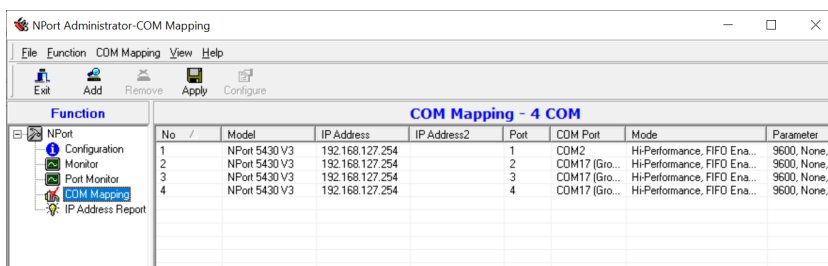 NPort Administrator-COM Mapping
File Function COM Mapping View Help
Exit Add Remove Apply Configure
Function
COM Mapping - 4 COM
NPort
Configuration
Monitor
Port Monitor
COM Mapping
IP Address Report
No Model IP Address IP Address2 Port COM Port Mode Parameter
1 NPort 5430 V3 192.168.127.254 1 COM2 Hi-Performance, FIFO Ena... 9600, None,
2 NPort 5430 V3 192.168.127.254 2 COM17 (Gro... Hi-Performance, FIFO Ena... 9600, None,
3 NPort 5430 V3 192.168.127.254 3 COM17 (Gro... Hi-Performance, FIFO Ena... 9600, None,
4 NPort 5430 V3 192.168.127.254 4 COM17 (Gro... Hi-Performance, FIFO Ena... 9600, None,